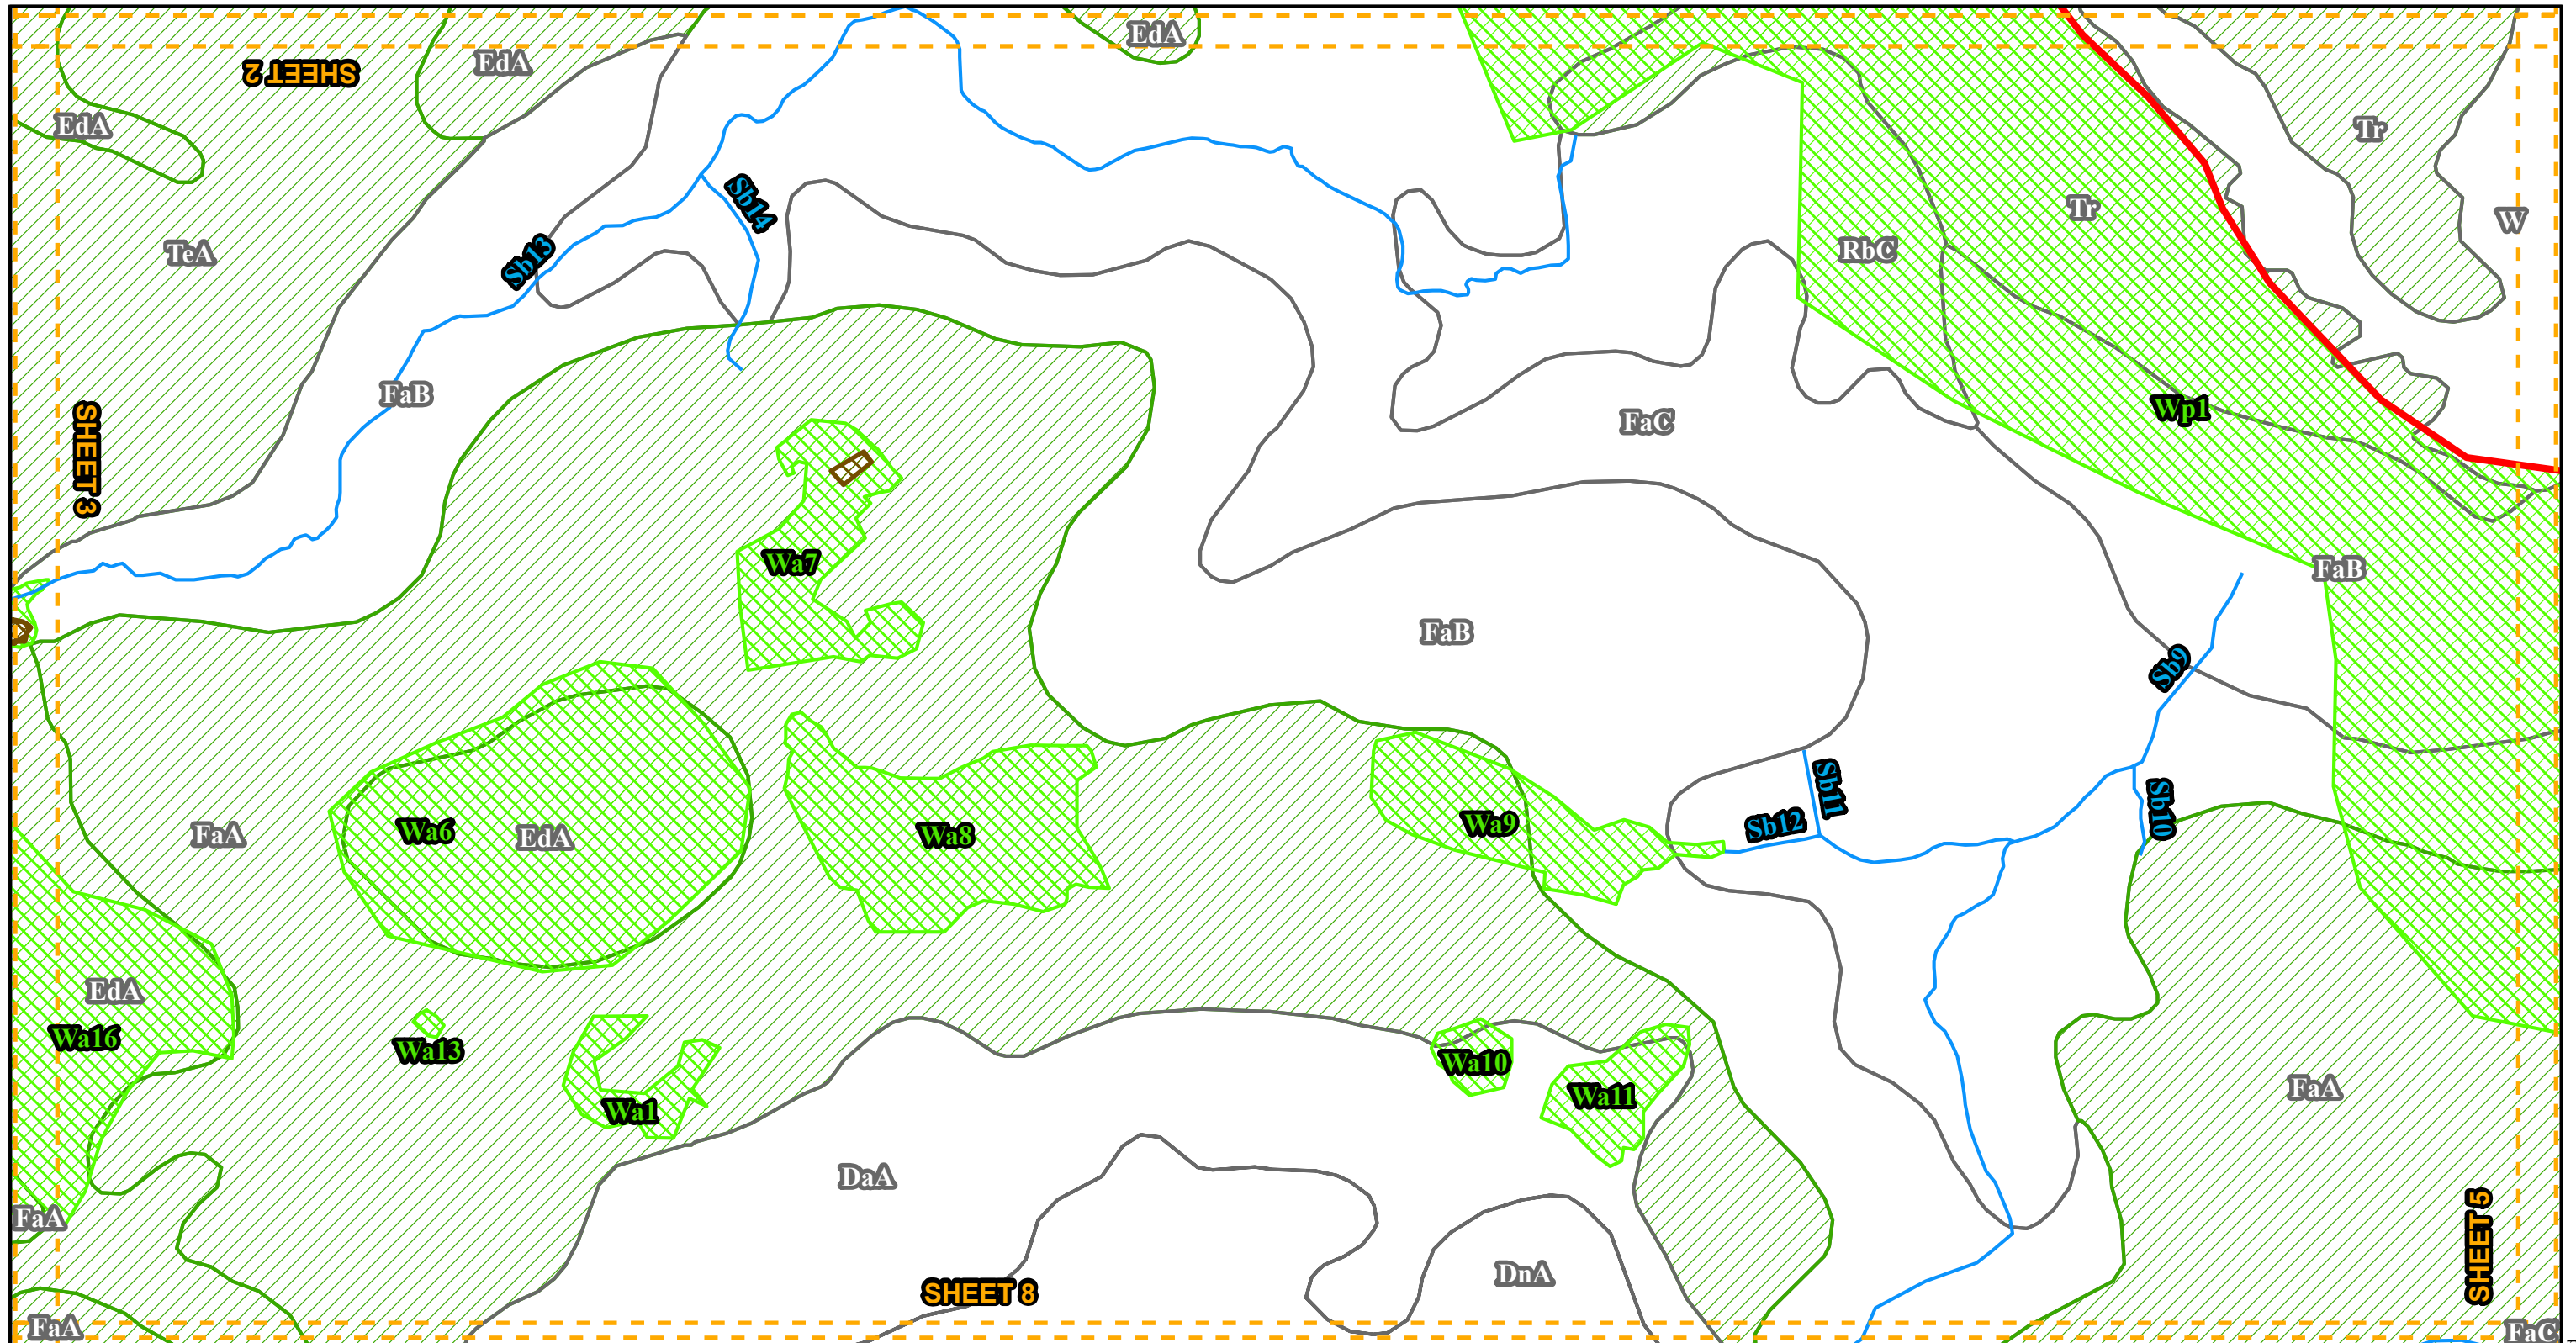 EdA
EdA
SHEET 2
EdA
Tr
Sb14
Tr
W
TeA
Sb13
RbC
FaB
SHEET 3
Wp1
FaC
Wa7
FaB
FaB
Sb9
Sb11
Sb10
Wa6
EdA
FaA
Wa8
Wa9
Sb12
EdA
Wa16
Wa13
Wa10
Wa11
Wa1
FaA
DaA
FaA
SHEET 5
DnA
SHEET 8
FaA
FaC